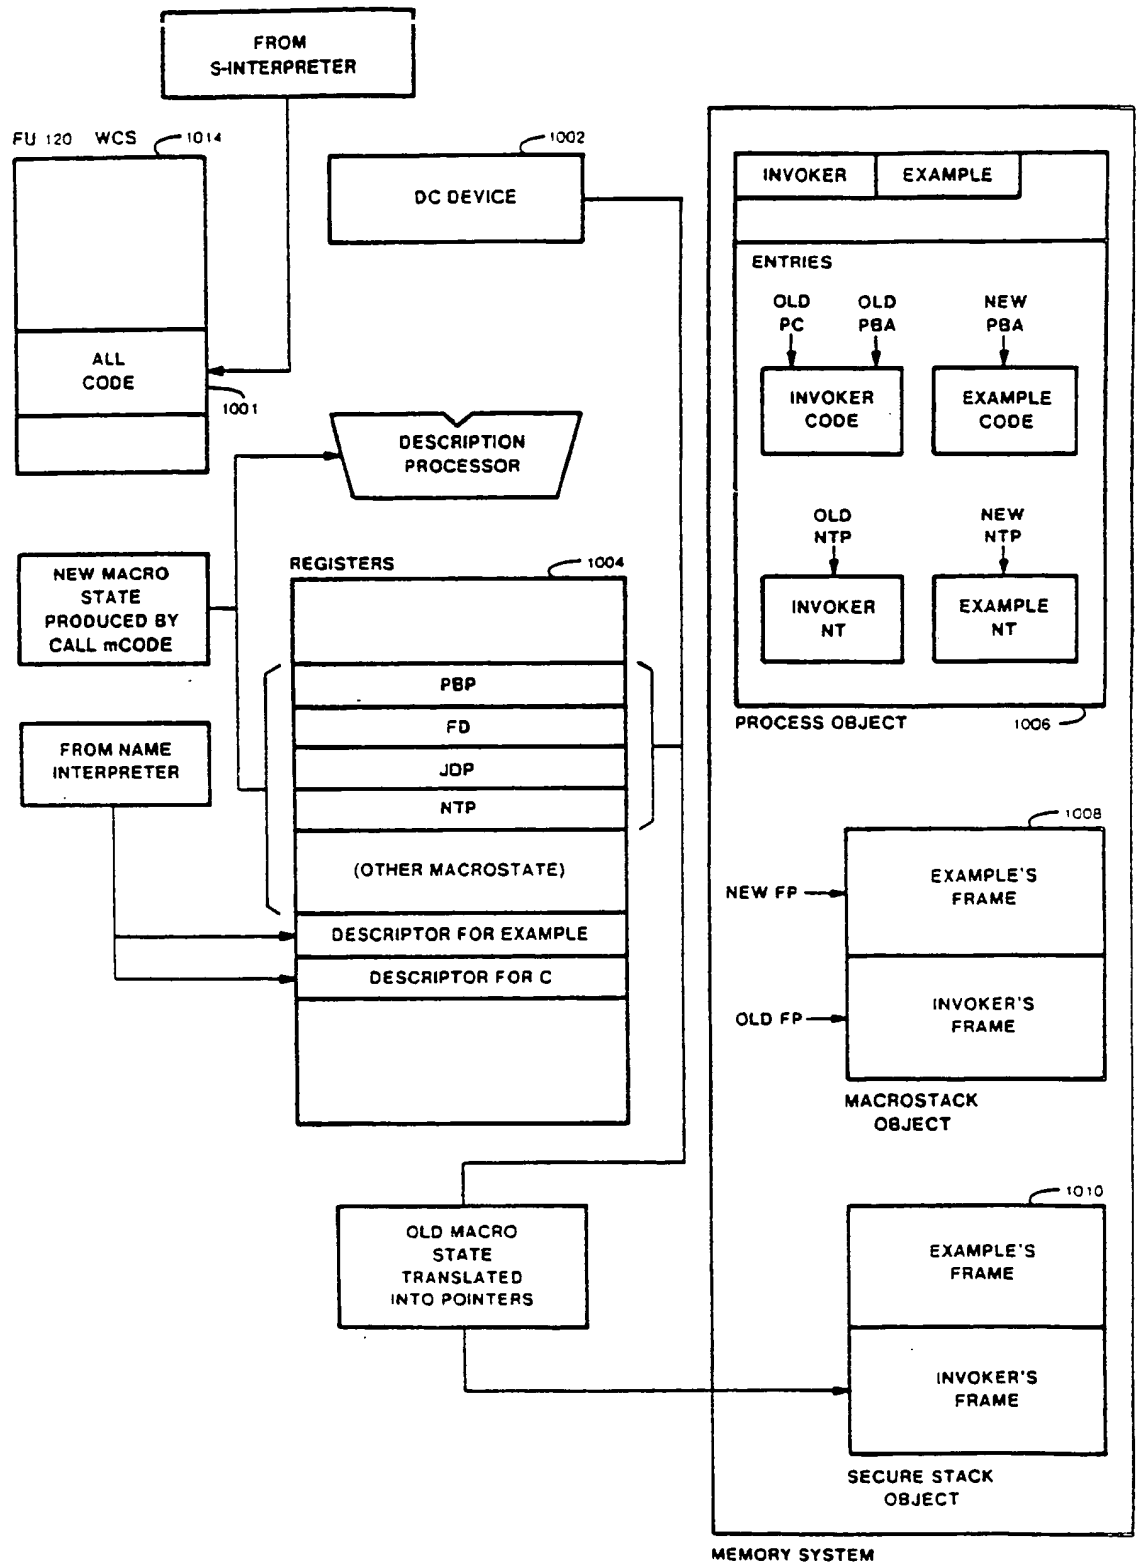 FROM
S-INTERPRETER
FU 120 WCS
1014
1002
DC DEVICE
ALL
CODE
1001
DESCRIPTION
PROCESSOR
NEW MACRO
STATE
PRODUCED BY
CALL mCODE
REGISTERS
1004
PBP
FD
JDP
NTP
(OTHER MACROSTATE)
DESCRIPTOR FOR EXAMPLE
DESCRIPTOR FOR C
FROM NAME
INTERPRETER
OLD MACRO
STATE
TRANSLATED
INTO POINTERS
INVOKER
EXAMPLE
ENTRIES
OLD
PC
OLD
PBA
NEW
PBA
INVOKER
CODE
EXAMPLE
CODE
OLD
NTP
NEW
NTP
INVOKER
NT
EXAMPLE
NT
PROCESS OBJECT
1006
1008
NEW FP
EXAMPLE'S
FRAME
OLD FP
INVOKER'S
FRAME
MACROSTACK
OBJECT
1010
EXAMPLE'S
FRAME
INVOKER'S
FRAME
SECURE STACK
OBJECT
MEMORY SYSTEM